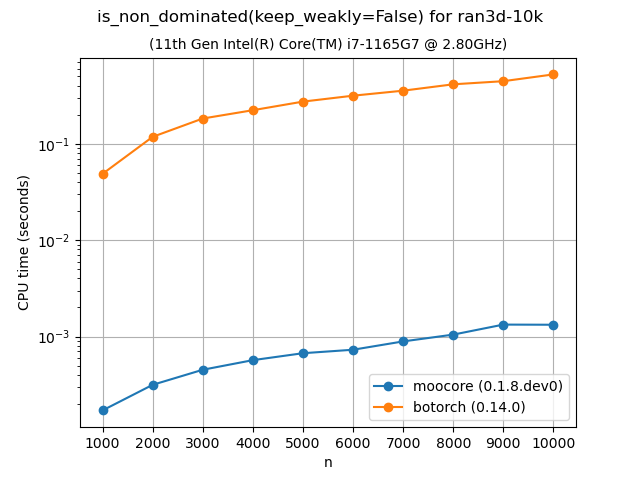 is_non_dominated(keep_weakly=False) for ran3d-10k
(11th Gen Intel(R) Core(TM) i7-1165G7 @ 2.80GHz)
CPU time (seconds)
10⁻¹
10⁻²
10⁻³
moocore (0.1.8.dev0)
botorch (0.14.0)
1000 2000 3000 4000 5000 6000 7000 8000 9000 10000
n